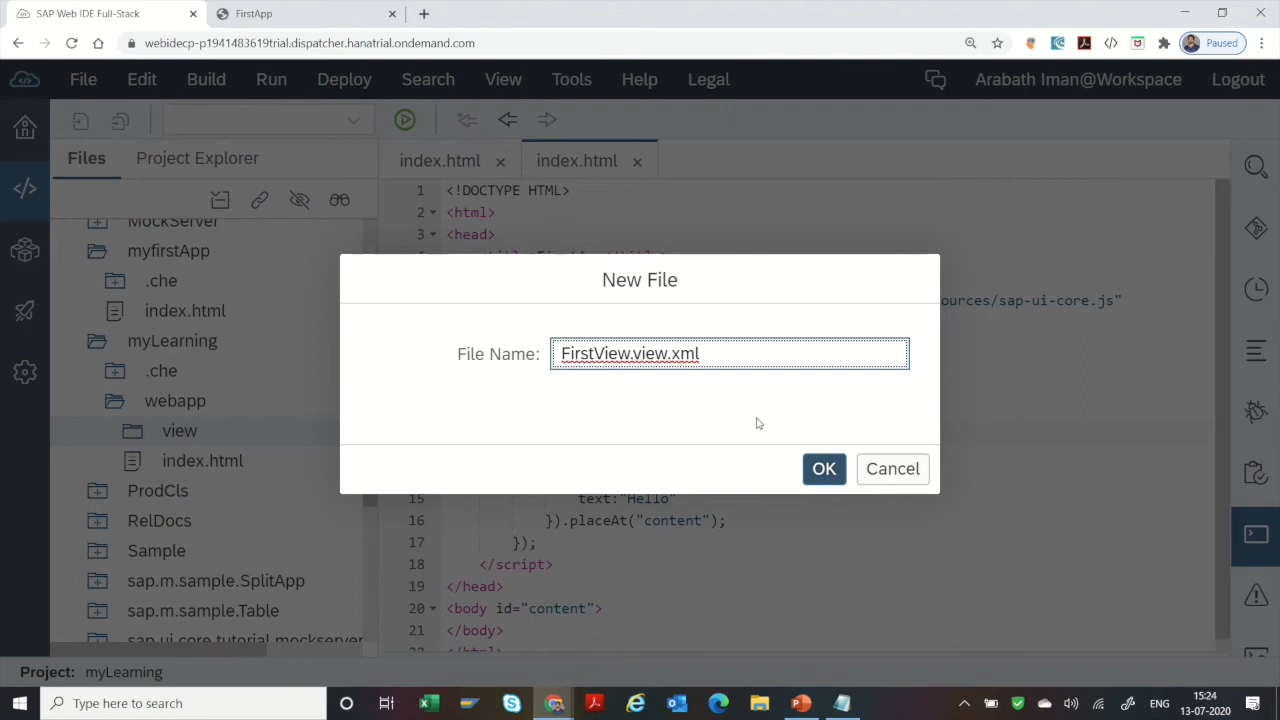 SAP Web IDE Full-Stack
FirstApp
webidecp-p1941483619trial.dispatcher.hanatrial.ondemand.com
Paused
File Edit Build Run Deploy Search View Tools Help Legal
Arabath Iman@Workspace Logout
Files Project Explorer
index.html
index.html
MockServer
myfirstApp
.che
index.html
myLearning
.che
webapp
view
index.html
ProdCls
RelDocs
Sample
sap.m.sample.SplitApp
sap.m.sample.Table
sap.ui.core.tutorial.mockserver
1 <!DOCTYPE HTML>
2 <html>
3 <head>
ources/sap-ui-core.js"
New File
File Name: FirstView.view.xml
OK Cancel
15 text:"Hello"
16 }).placeAt("content");
17 });
18 </script>
19 </head>
20 <body id="content">
21 </body>
Project: myLearning
Type here to search
ENG
15:24
13-07-2020